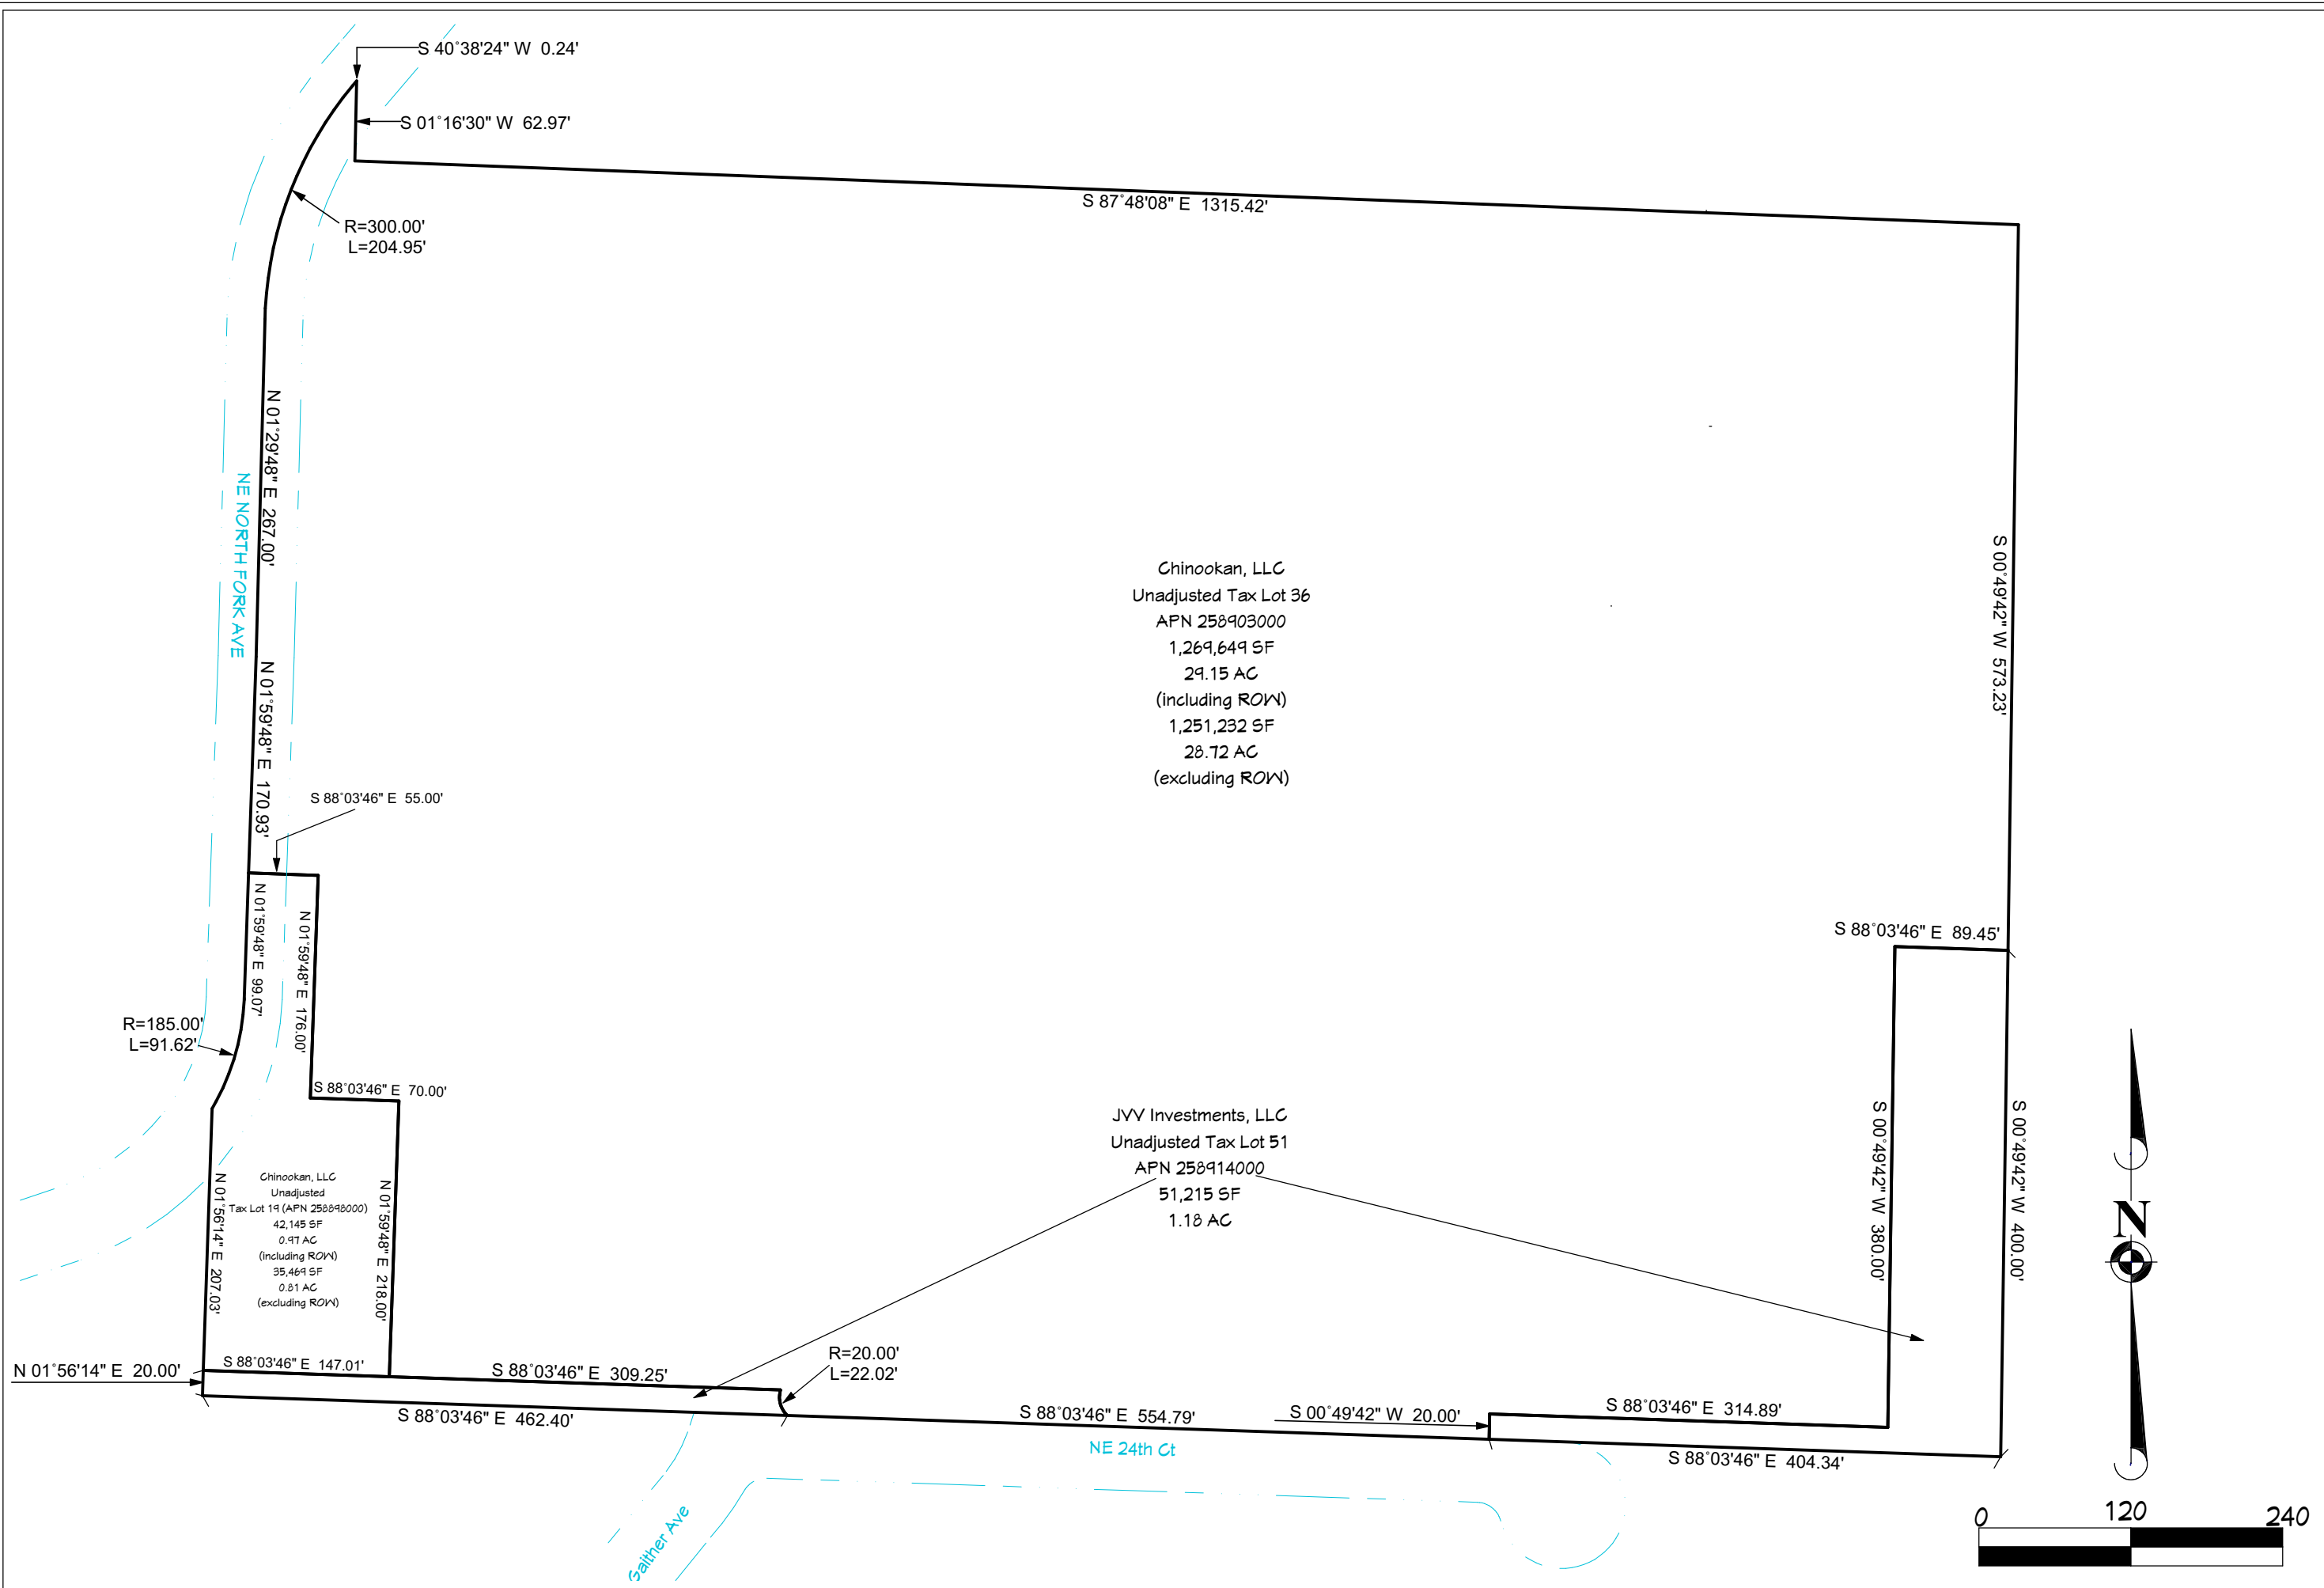 S 40°38'24" W 0.24'
S 01°16'30" W 62.97'
S 87°48'08" E 1315.42'
R=300.00'
L=204.95'
N 01°29'48" E 267.00'
NE NORTH FORK AVE
S 00°49'42" W 573.23'
Chinookan, LLC
Unadjusted Tax Lot 36
APN 258903000
1,269,649 SF
29.15 AC
(including ROW)
1,251,232 SF
28.72 AC
(excluding ROW)
N 01°59'48" E 170.93'
S 88°03'46" E 55.00'
N 01°59'48" E 99.07'
N 01°59'48" E 176.00'
S 88°03'46" E 89.45'
R=185.00'
L=91.62'
S 88°03'46" E 70.00'
JVV Investments, LLC
Unadjusted Tax Lot 51
APN 258914000
51,215 SF
1.18 AC
S 00°49'42" W 380.00'
S 00°49'42" W 400.00'
N 01°56'14" E 207.03'
Chinookan, LLC
Unadjusted
Tax Lot 19 (APN 258898000)
42,145 SF
0.97 AC
(including ROW)
35,469 SF
0.81 AC
(excluding ROW)
N 01°59'48" E 218.00'
N
N 01°56'14" E 20.00'
S 88°03'46" E 147.01'
S 88°03'46" E 309.25'
R=20.00'
L=22.02'
S 88°03'46" E 462.40'
S 88°03'46" E 554.79'
S 00°49'42" W 20.00'
S 88°03'46" E 314.89'
NE 24th Ct
S 88°03'46" E 404.34'
Gaither Ave
0 120 240